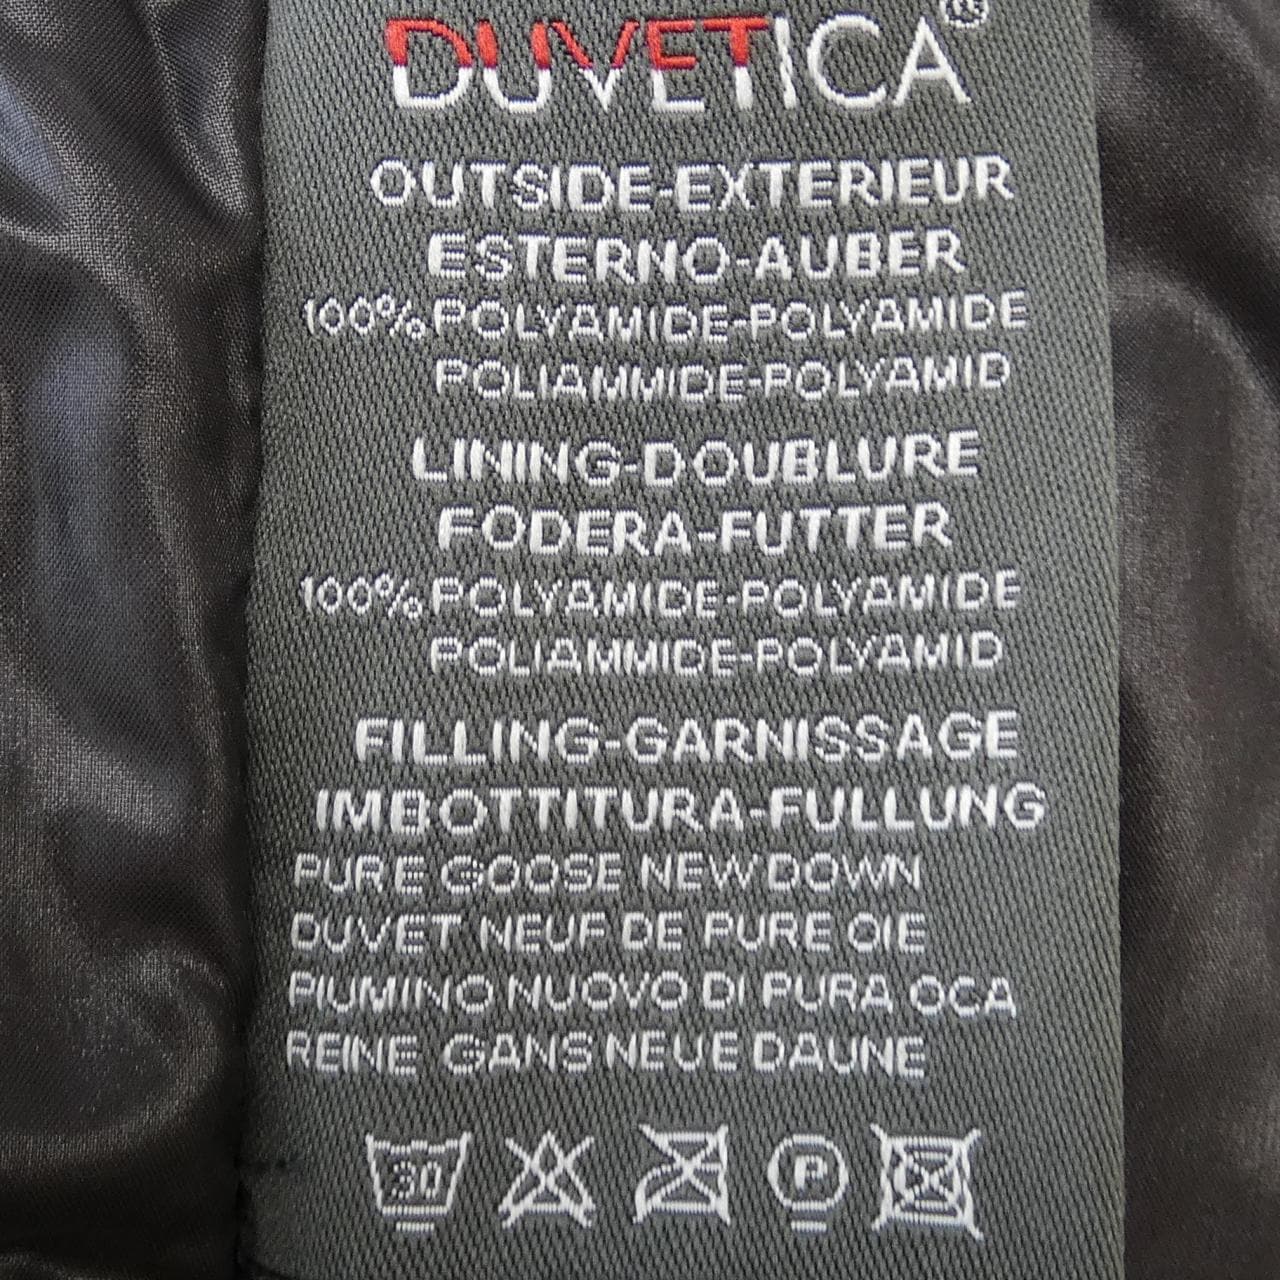 DUVETICA®
OUTSIDE-EXTERIEUR
ESTERNO-AUBER
100% POLYAMIDE-POLYAMIDE
POLIAMMIDE-POLYAMID
LINING-DOUBLURE
FODERA-FUTTER
100% POLYAMIDE-POLYAMIDE
POLIAMMIDE-POLYAMID
FILLING-GARNISSAGE
IMBOTTITURA-FULLUNG
PURE GOOSE NEW DOWN
DUVET NEUF DE PURE OIE
PIUMINO NUOVO DI PURA OCA
REINE GANS NEUE DAUNE
30 P